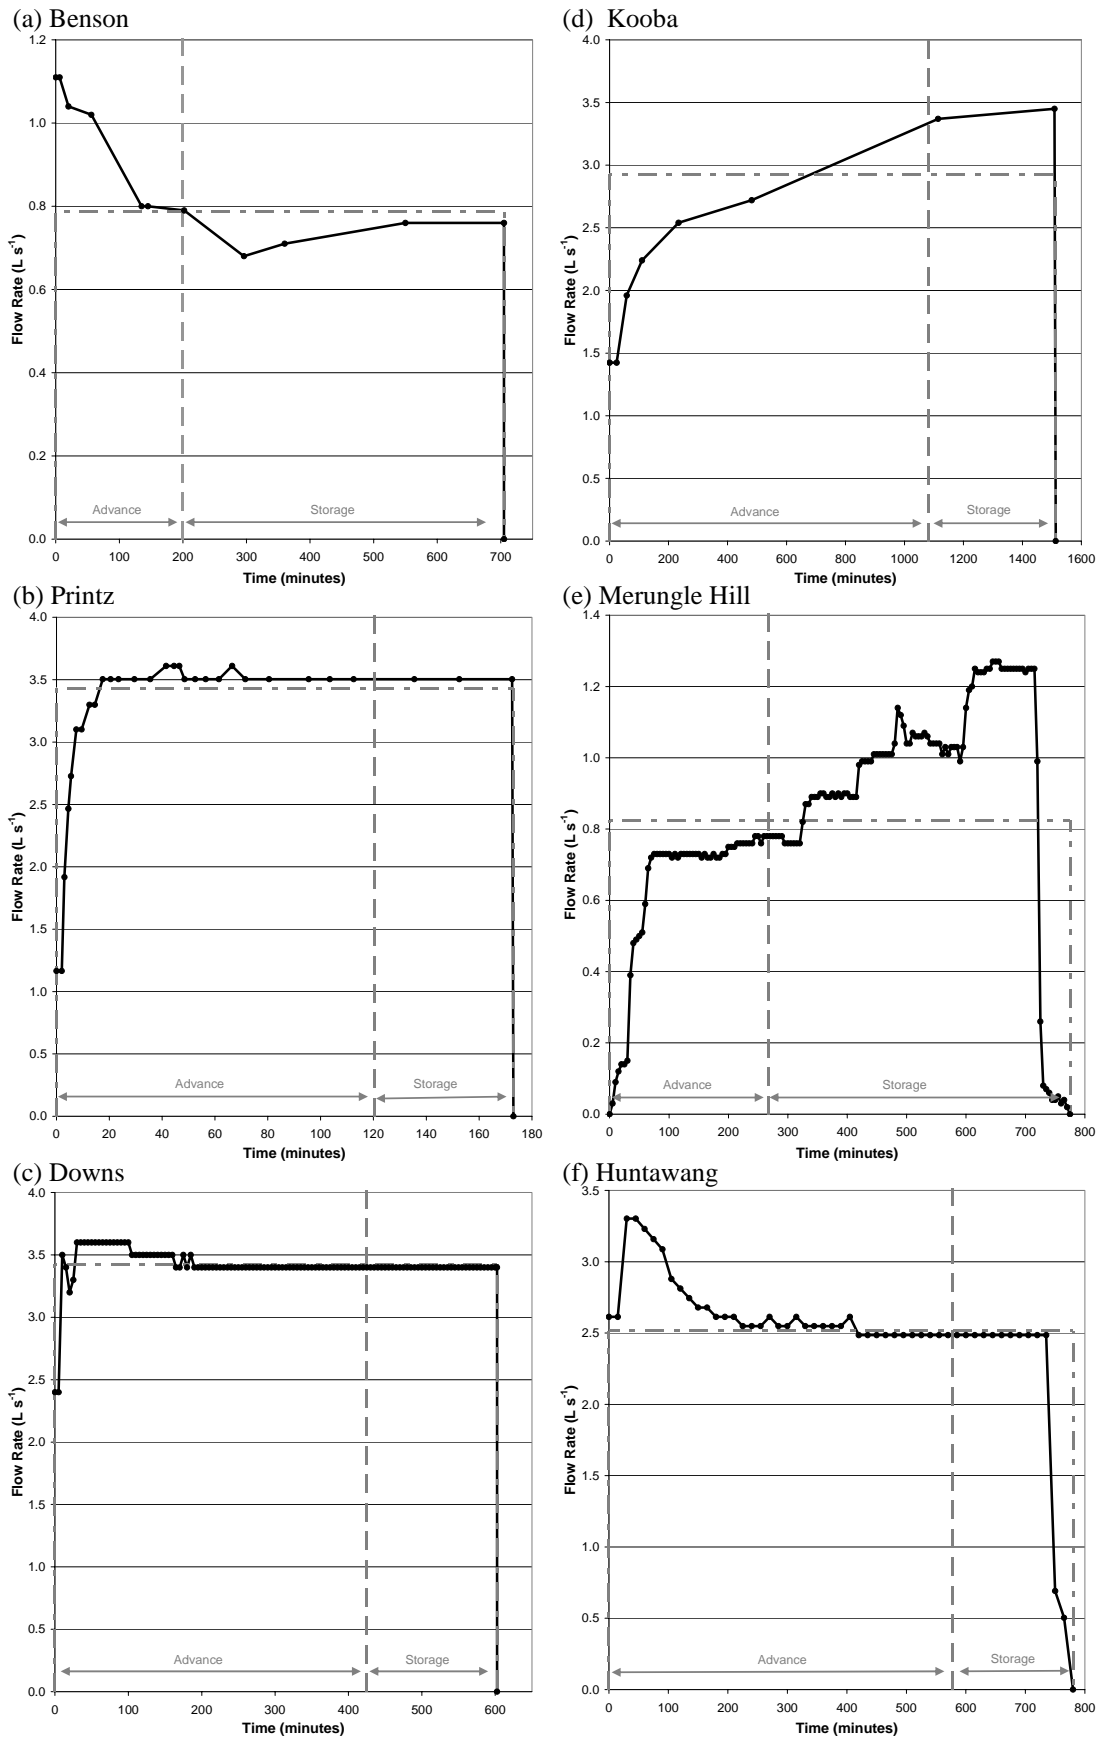 (a) Benson
1.2
1.0
0.8
0.6
0.4
0.2
0.0
Flow Rate (L s⁻¹)
Advance
Storage
0 100 200 300 400 500 600 700
Time (minutes)
(b) Printz
4.0
3.5
3.0
2.5
2.0
1.5
1.0
0.5
0.0
Flow Rate (L s⁻¹)
Advance
Storage
0 20 40 60 80 100 120 140 160 180
Time (minutes)
(c) Downs
4.0
3.5
3.0
2.5
2.0
1.5
1.0
0.5
0.0
Flow Rate (L s⁻¹)
Advance
Storage
0 100 200 300 400 500 600
Time (minutes)
(d) Kooba
4.0
3.5
3.0
2.5
2.0
1.5
1.0
0.5
0.0
Flow Rate (L s⁻¹)
Advance
Storage
0 200 400 600 800 1000 1200 1400 1600
Time (minutes)
(e) Merungle Hill
1.4
1.2
1.0
0.8
0.6
0.4
0.2
0.0
Flow Rate (L s⁻¹)
Advance
Storage
0 100 200 300 400 500 600 700 800
Time (minutes)
(f) Huntawang
3.5
3.0
2.5
2.0
1.5
1.0
0.5
0.0
Flow Rate (L s⁻¹)
Advance
Storage
0 100 200 300 400 500 600 700 800
Time (minutes)